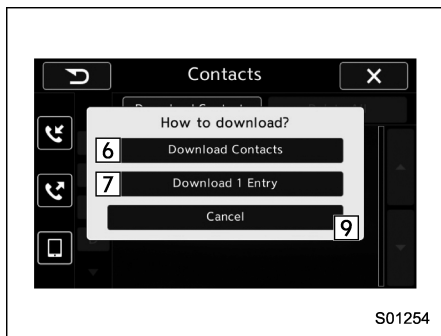 Contacts
How to download?
6 Download Contacts
7 Download 1 Entry
Cancel
9
S01254